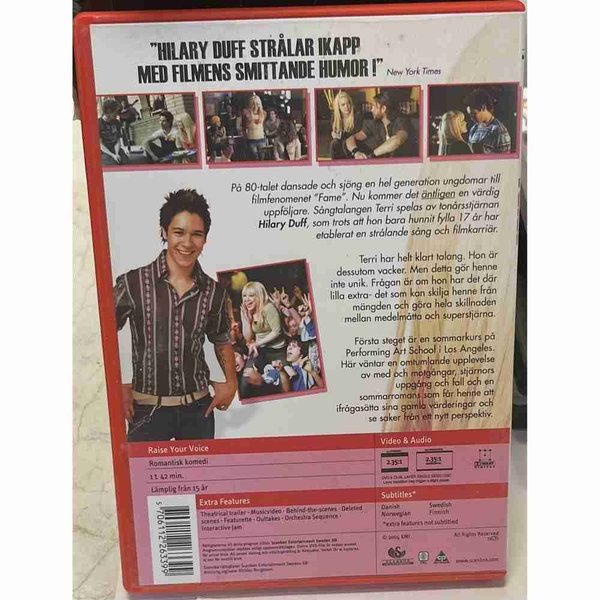 "HILARY DUFF STRÅLAR IKAPP
MED FILMENS SMITTANDE HUMOR!" New York Times
På 80-talet dansade och sjöng en hel generation ungdomar till
filmfenomenet "Fame". Nu kommer det äntligen en värdig
uppföljare. Sångtalangen Terri spelas av tonårsstjärnan
Hilary Duff, som trots att hon bara hunnit fylla 17 år har
etablerat en strålande sång och filmkarriär.
Terri har helt klart talang. Hon är
dessutom vacker. Men detta gör henne
inte unik. Frågan är om hon har det där
lilla extra- det som kan skilja henne från
mängden och göra hela skillnaden
mellan medelmåtta och superstjärna.
Första steget är en sommarkurs på
Performing Art School i Los Angeles.
Här väntar en omtumlande upplevelse
av med och motgångar, stjärnors
uppgång och fall och en
sommarromans som får henne att
ifrågasätta sina gamla värderingar och
se saker från ett nytt perspektiv.
Raise Your Voice
Romantisk komedi
1 t 42 min.
Lämplig från 15 år
Extra Features
Theatrical trailer · Musicvideo · Behind-the-scenes · Deleted
scenes · Featurette · Outtakes · Orchestra Sequence ·
Interactive Jam
Video & Audio
2.35:1
2.35:1
Subtitles*
Danish Swedish
Norwegian Finnish
*extra features not subtitled
© 2004
All Rights Reserved
www.scanbox.com
5 706112 263399